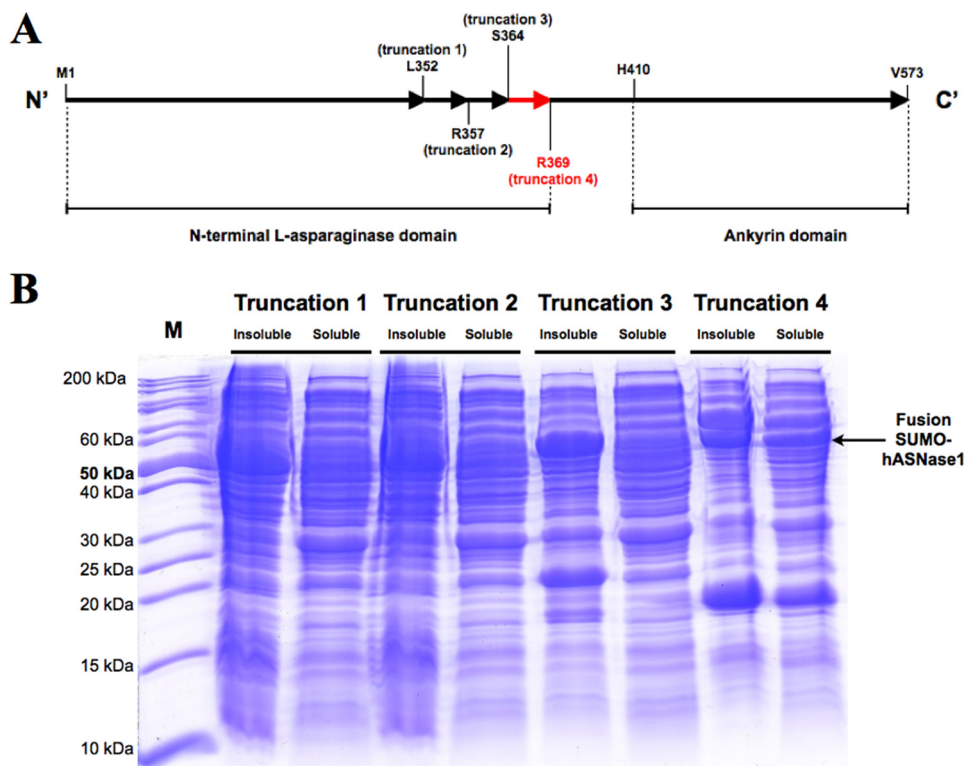 A
(truncation 3)
S364
(truncation 1)
L352
M1
H410
V573
N’
C’
R357
(truncation 2)
R369
(truncation 4)
N-terminal L-asparaginase domain
Ankyrin domain
B
Truncation 1 Truncation 2 Truncation 3 Truncation 4
M
Insoluble Soluble Insoluble Soluble Insoluble Soluble Insoluble Soluble
200 kDa
60 kDa
50 kDa
40 kDa
30 kDa
25 kDa
20 kDa
15 kDa
10 kDa
Fusion
SUMO-
hASNase1